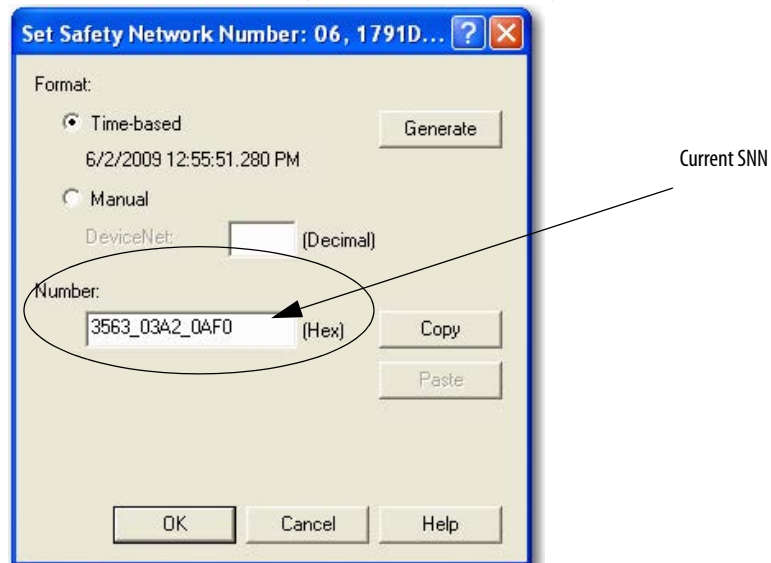 Set Safety Network Number: 06, 1791D...
Format:
Time-based
Generate
6/2/2009 12:55:51.280 PM
Current SNN
Manual
DeviceNet:
(Decimal)
Number:
3563_03A2_0AF0
(Hex)
Copy
Paste
OK
Cancel
Help